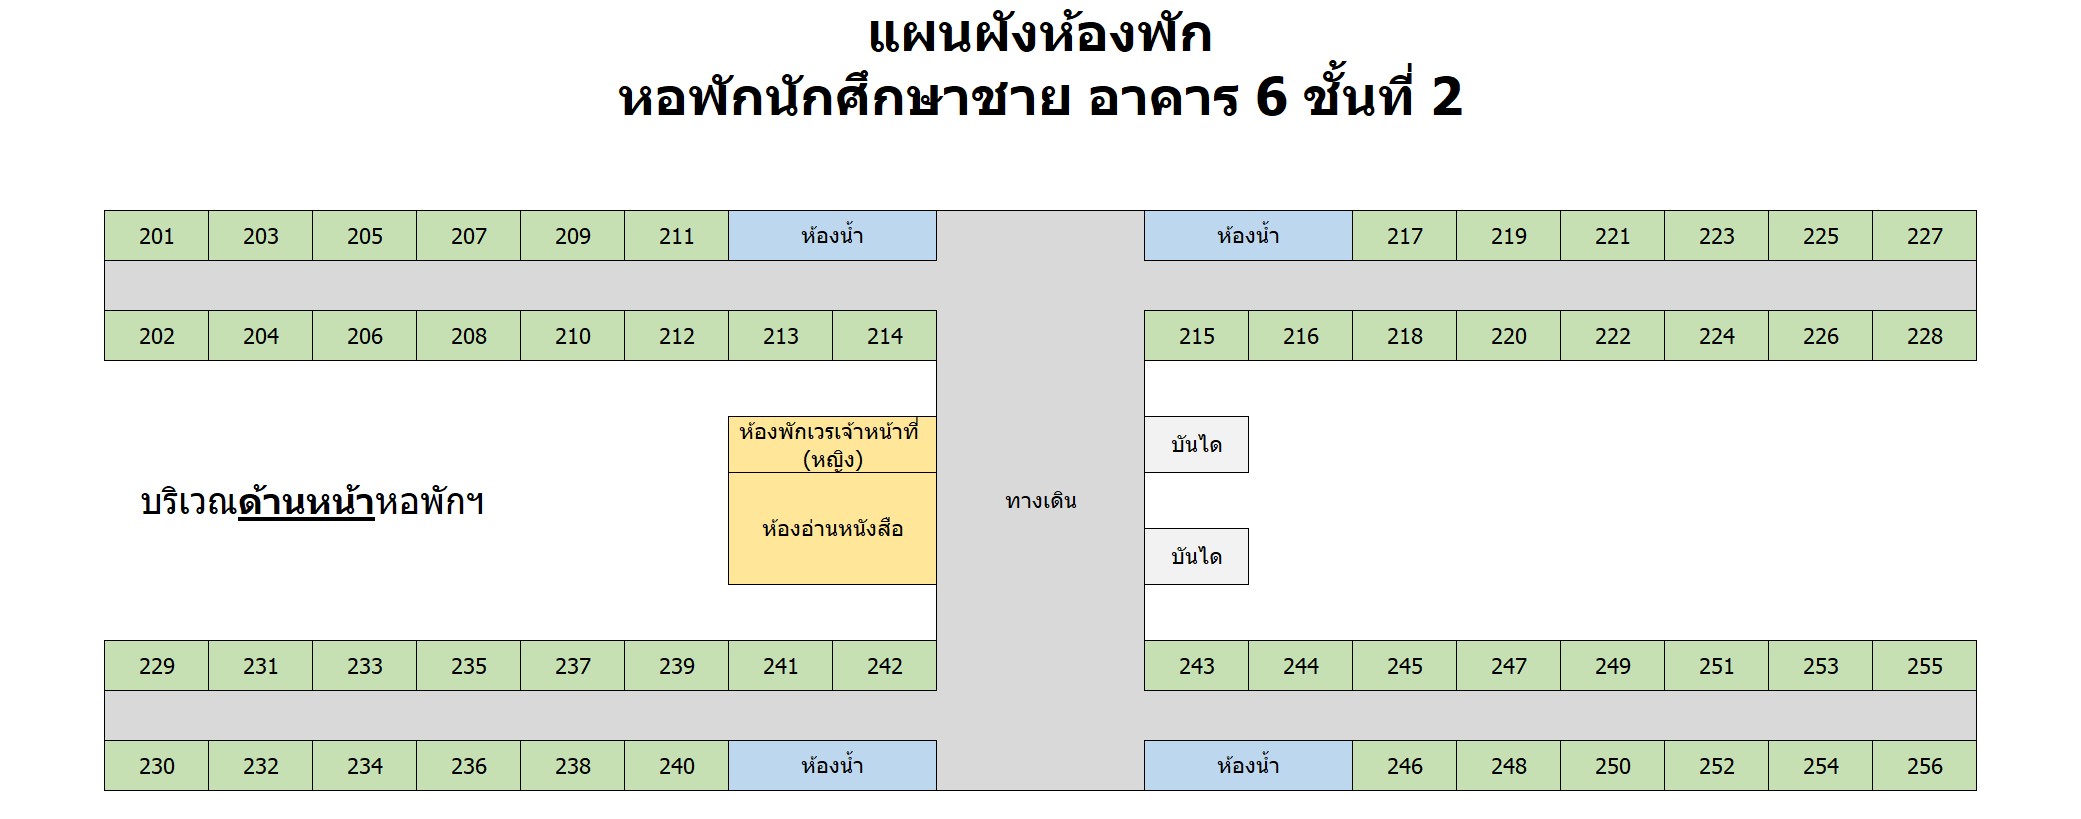 แผนผังห้องพัก
หอพักนักศึกษาชาย อาคาร 6 ชั้นที่ 2
201 203 205 207 209 211 ห้องน้ำ ห้องน้ำ 217 219 221 223 225 227
202 204 206 208 210 212 213 214 215 216 218 220 222 224 226 228
ห้องพักเวรเจ้าหน้าที่
(หญิง)
บันได
บริเวณด้านหน้าหอพักฯ
ห้องอ่านหนังสือ
ทางเดิน
บันได
229 231 233 235 237 239 241 242 243 244 245 247 249 251 253 255
230 232 234 236 238 240 ห้องน้ำ ห้องน้ำ 246 248 250 252 254 256